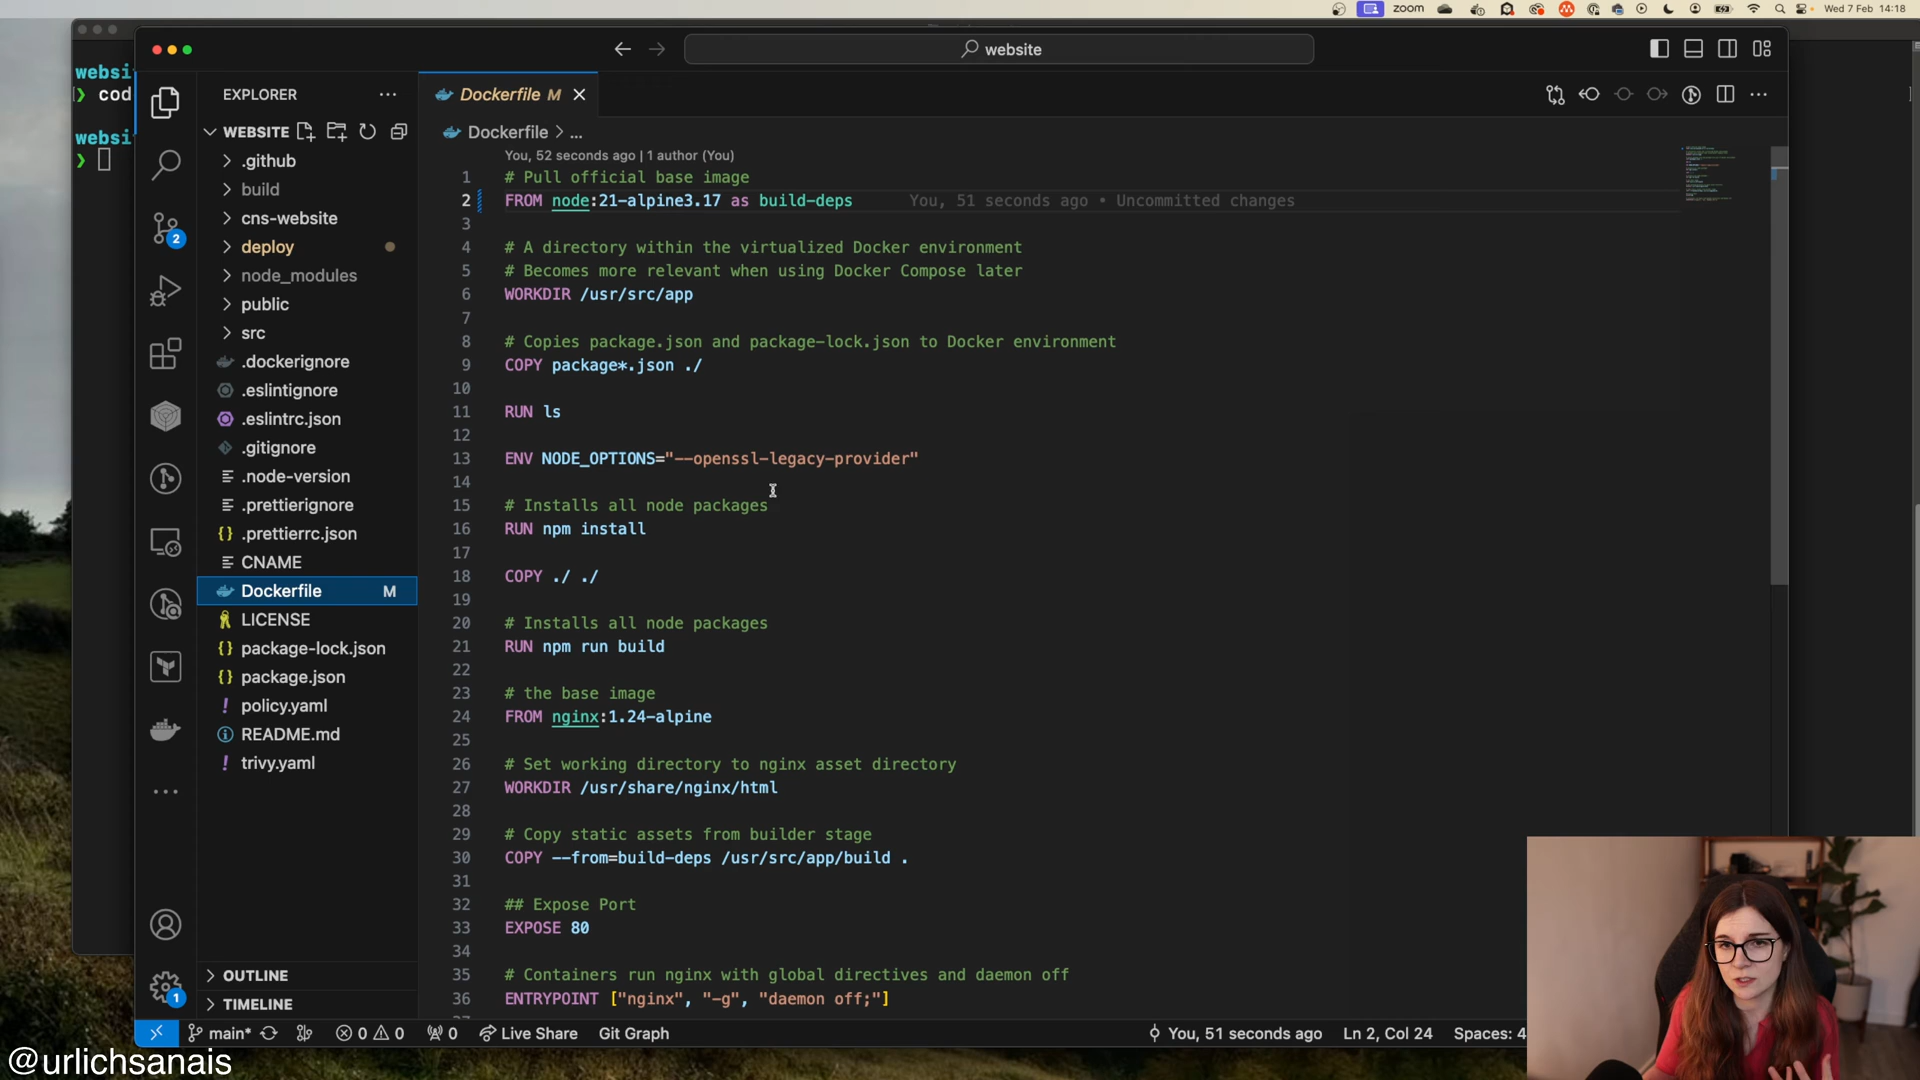 zoom
Wed 7 Feb 14:18
websi
cod
websi
website
EXPLORER
WEBSITE
.github
build
cns-website
deploy
node_modules
public
src
.dockerignore
.eslintignore
.eslintrc.json
.gitignore
.node-version
.prettierignore
.prettierrc.json
CNAME
Dockerfile M
LICENSE
package-lock.json
package.json
policy.yaml
README.md
trivy.yaml
OUTLINE
TIMELINE
2
1
Dockerfile M
Dockerfile > ...
You, 52 seconds ago | 1 author (You)
1 # Pull official base image
2 FROM node:21-alpine3.17 as build-deps You, 51 seconds ago • Uncommitted changes
3
4 # A directory within the virtualized Docker environment
5 # Becomes more relevant when using Docker Compose later
6 WORKDIR /usr/src/app
7
8 # Copies package.json and package-lock.json to Docker environment
9 COPY package*.json ./
10
11 RUN ls
12
13 ENV NODE_OPTIONS="--openssl-legacy-provider"
14
15 # Installs all node packages
16 RUN npm install
17
18 COPY ./ ./
19
20 # Installs all node packages
21 RUN npm run build
22
23 # the base image
24 FROM nginx:1.24-alpine
25
26 # Set working directory to nginx asset directory
27 WORKDIR /usr/share/nginx/html
28
29 # Copy static assets from builder stage
30 COPY --from=build-deps /usr/src/app/build .
31
32 ## Expose Port
33 EXPOSE 80
34
35 # Containers run nginx with global directives and daemon off
36 ENTRYPOINT ["nginx", "-g", "daemon off;"]
main* 0 0 0 Live Share Git Graph You, 51 seconds ago Ln 2, Col 24 Spaces: 4
@urlichsanais